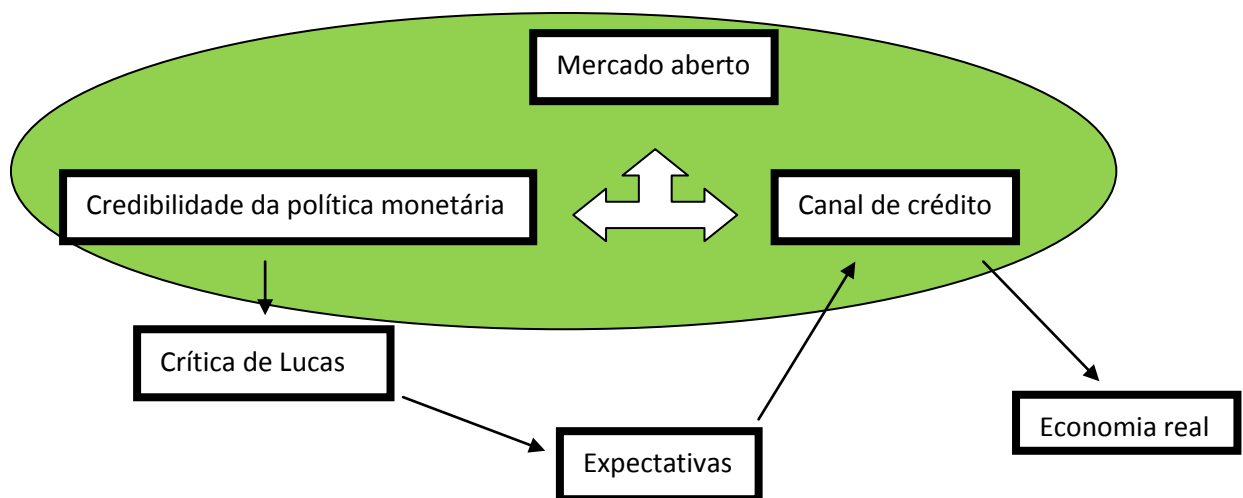 Mercado aberto
Credibilidade da política monetária
Canal de crédito
Crítica de Lucas
Economia real
Expectativas